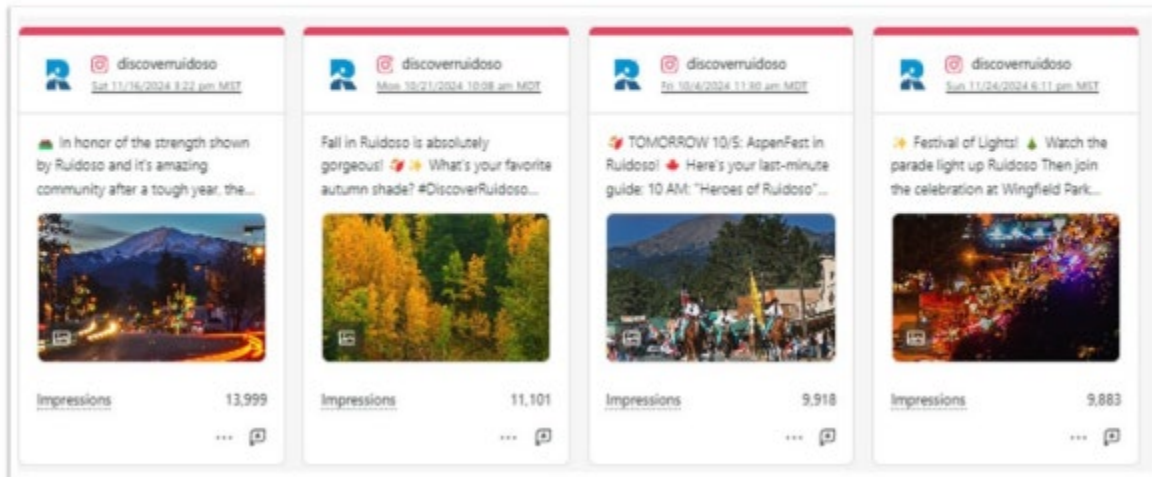 discoverruidoso
Sat 11/16/2024 3:22 pm MST
In honor of the strength shown
by Ruidoso and it's amazing
community after a tough year, the...
Impressions 13,999
discoverruidoso
Mon 10/21/2024 10:08 am MDT
Fall in Ruidoso is absolutely
gorgeous! 🍂✨ What's your favorite
autumn shade? #DiscoverRuidoso...
Impressions 11,101
discoverruidoso
Fri 10/4/2024 11:30 am MDT
🍂 TOMORROW 10/5: AspenFest in
Ruidoso! 🍁 Here's your last-minute
guide: 10 AM: "Heroes of Ruidoso"...
Impressions 9,918
discoverruidoso
Sun 11/24/2024 6:11 pm MST
✨ Festival of Lights! 🎄 Watch the
parade light up Ruidoso Then join
the celebration at Wingfield Park...
Impressions 9,883